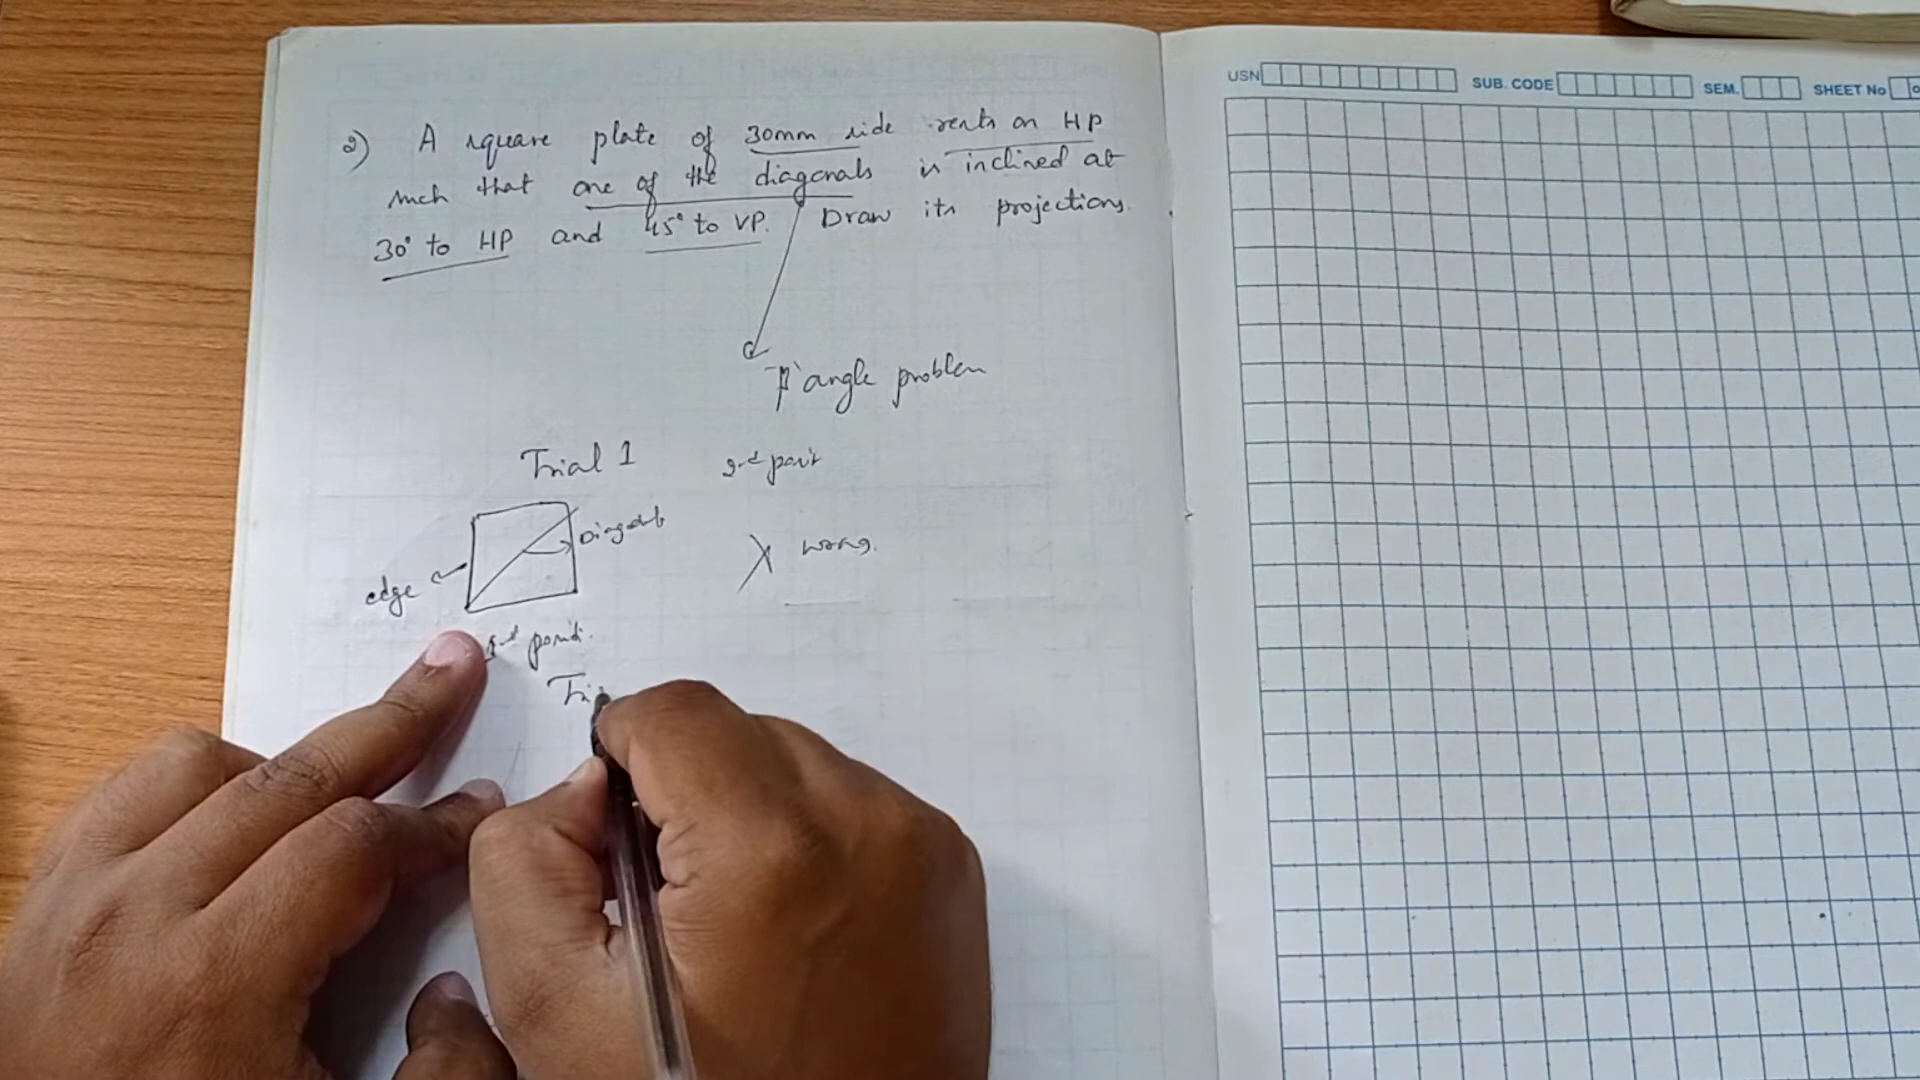 2) A square plate of 30mm side rests on HP
such that one of the diagonals is inclined at
30° to HP and 45° to VP. Draw its projections.
β angle problem
Trial 1
Diagonals
wrong.
edge
USN
SUB. CODE
SEM.
SHEET No